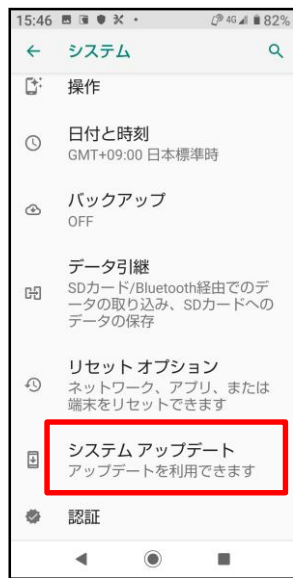 15:46 4G 82%
システム
操作
日付と時刻
GMT+09:00 日本標準時
バックアップ
OFF
データ引継
SDカード/Bluetooth経由でのデ
ータの取り込み、SDカードへの
データの保存
リセット オプション
ネットワーク、アプリ、または
端末をリセットできます
システム アップデート
アップデートを利用できます
認証